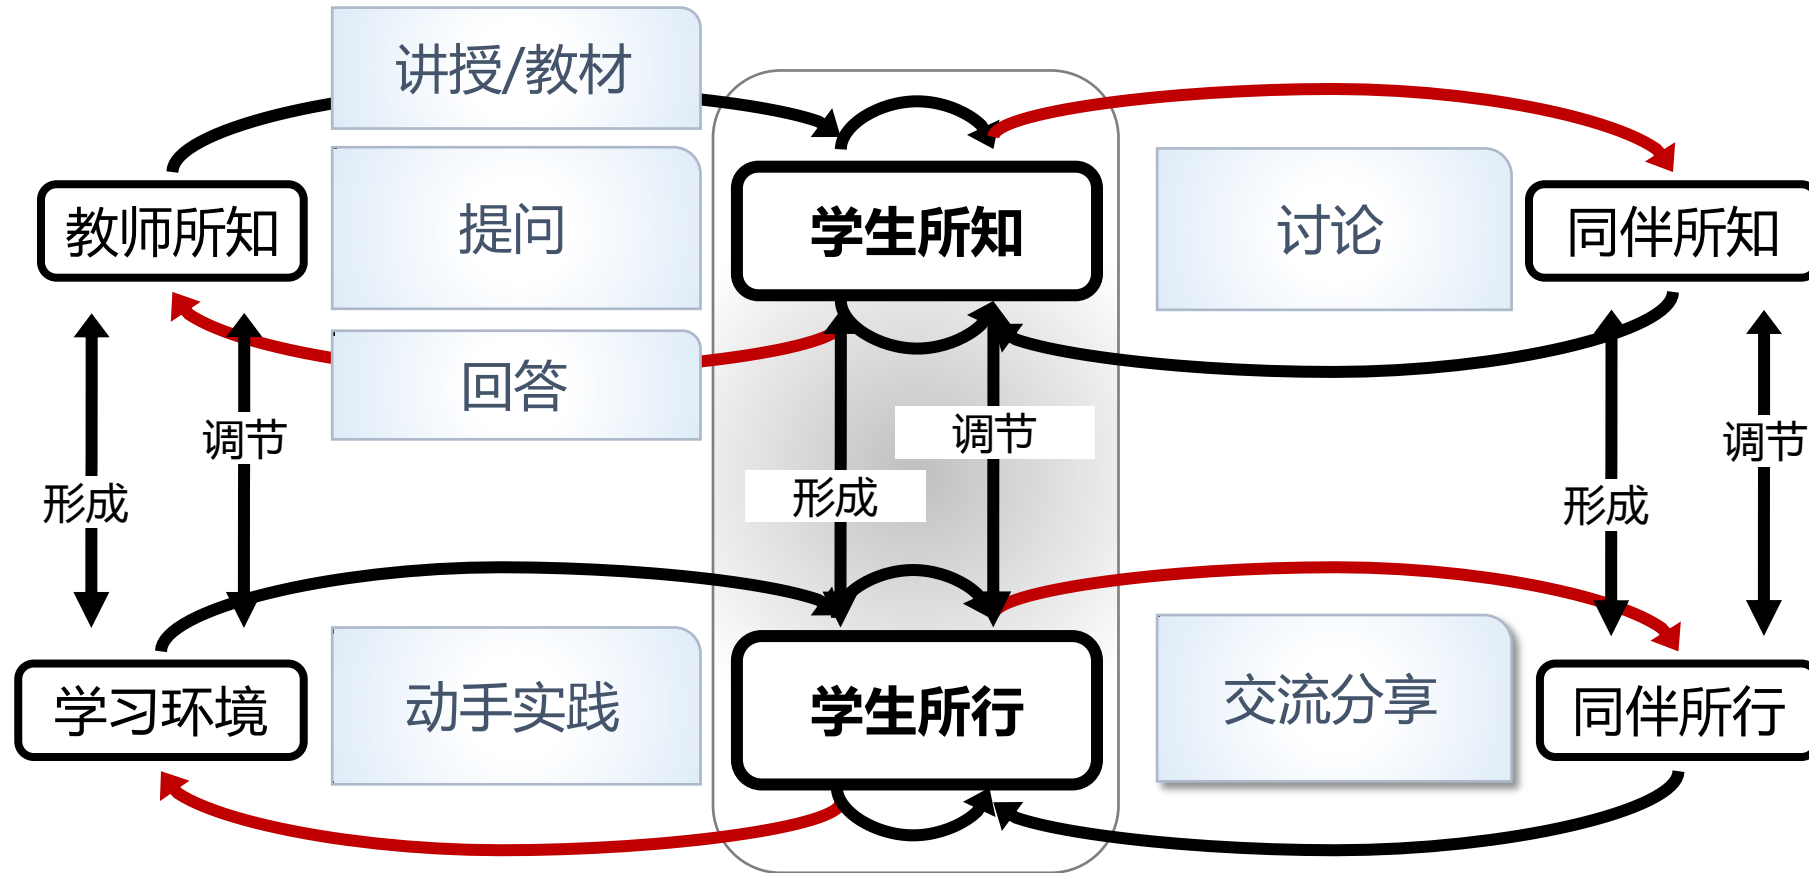 讲授/教材
教师所知
提问
学生所知
讨论
同伴所知
回答
调节
调节
调节
形成
形成
形成
学习环境
动手实践
学生所行
交流分享
同伴所行